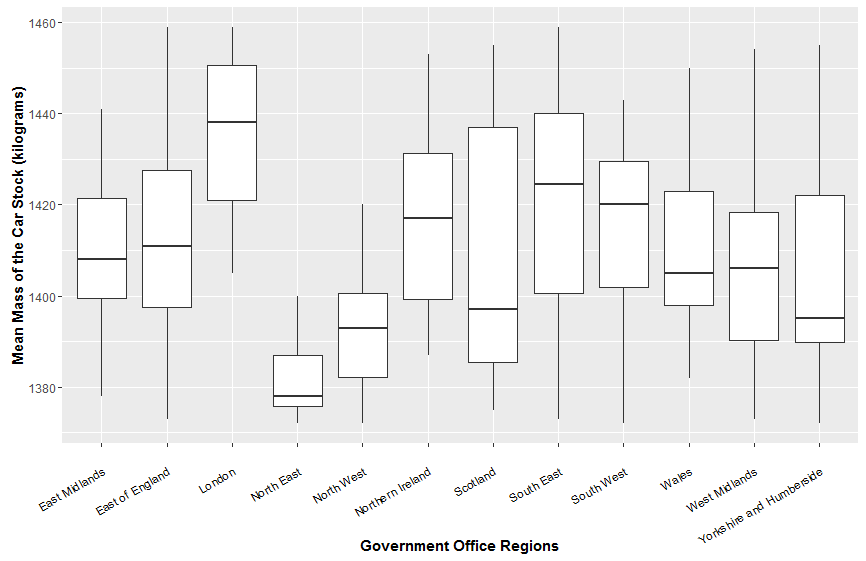 Mean Mass of the Car Stock (kilograms)
1460
1440
1420
1400
1380
East Midlands
East of England
London
North East
North West
Northern Ireland
Scotland
South East
South West
Wales
West Midlands
Yorkshire and Humberside
Government Office Regions